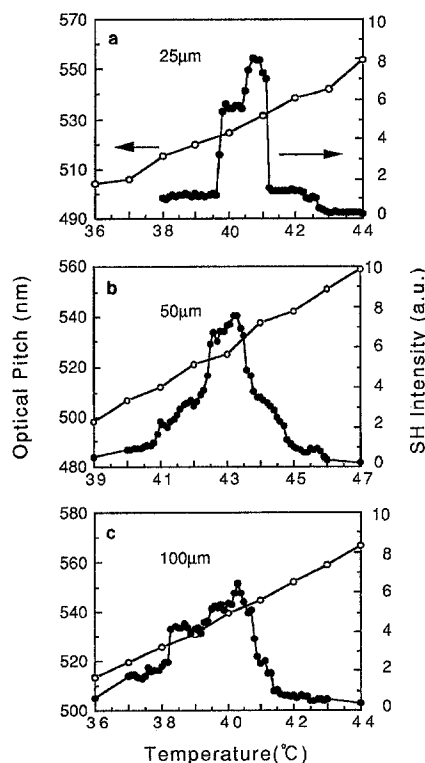 a
25μm
570
550
530
510
490
10
8
6
4
2
0
36 38 40 42 44
b
50μm
560
540
520
500
480
10
8
6
4
2
0
39 41 43 45 47
c
100μm
580
560
540
520
500
10
8
6
4
2
0
36 38 40 42 44
Optical Pitch (nm)
SH Intensity (a.u.)
Temperature(℃)